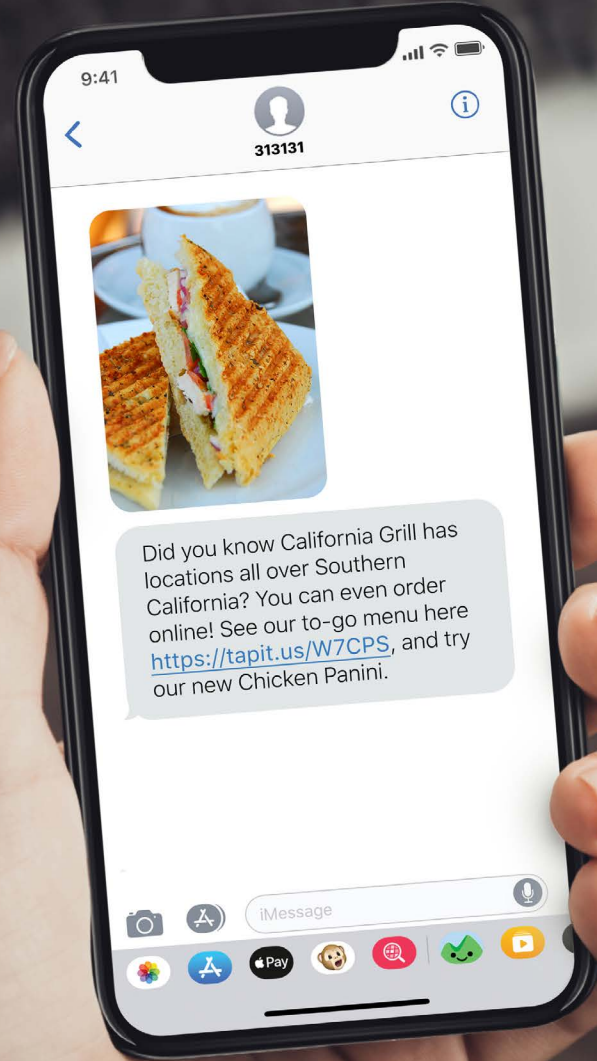 9:41
313131
Did you know California Grill has
locations all over Southern
California? You can even order
online! See our to-go menu here
https://tapit.us/W7CPS, and try
our new Chicken Panini.
iMessage
Pay